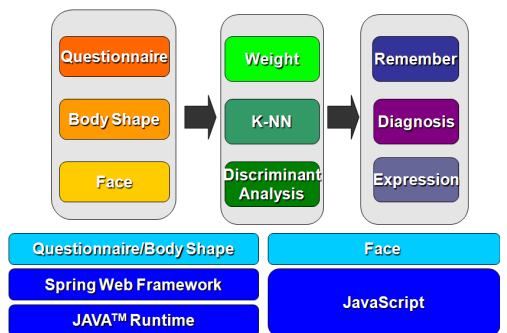 Questionnaire
Body Shape
Face
Weight
K-NN
Discriminant
Analysis
Remember
Diagnosis
Expression
Questionnaire/Body Shape
Face
Spring Web Framework
JAVA™ Runtime
JavaScript